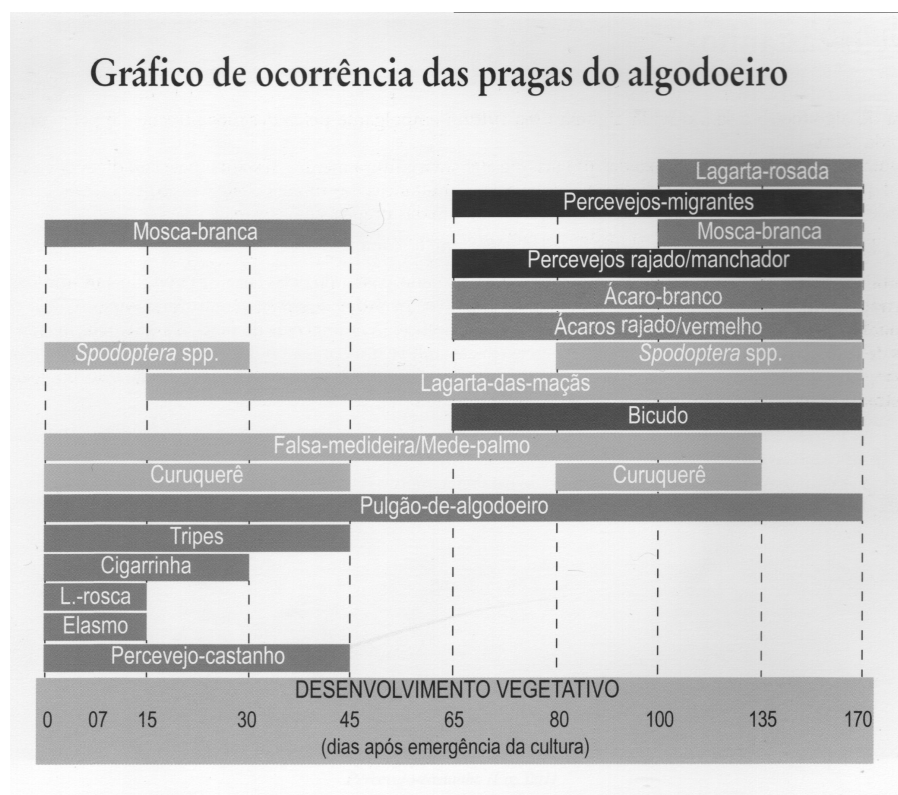 Gráfico de ocorrência das pragas do algodoeiro
Lagarta-rosada
Percevejos-migrantes
Mosca-branca
Mosca-branca
Percevejos rajado/manchador
Ácaro-branco
Ácaros rajado/vermelho
Spodoptera spp.
Spodoptera spp.
Lagarta-das-maçãs
Bicudo
Falsa-medideira/Mede-palmo
Curuquerê
Curuquerê
Pulgão-de-algodoeiro
Tripes
Cigarrinha
L.-rosca
Elasmo
Percevejo-castanho
DESENVOLVIMENTO VEGETATIVO
0 07 15 30 45 65 80 100 135 170
(dias após emergência da cultura)